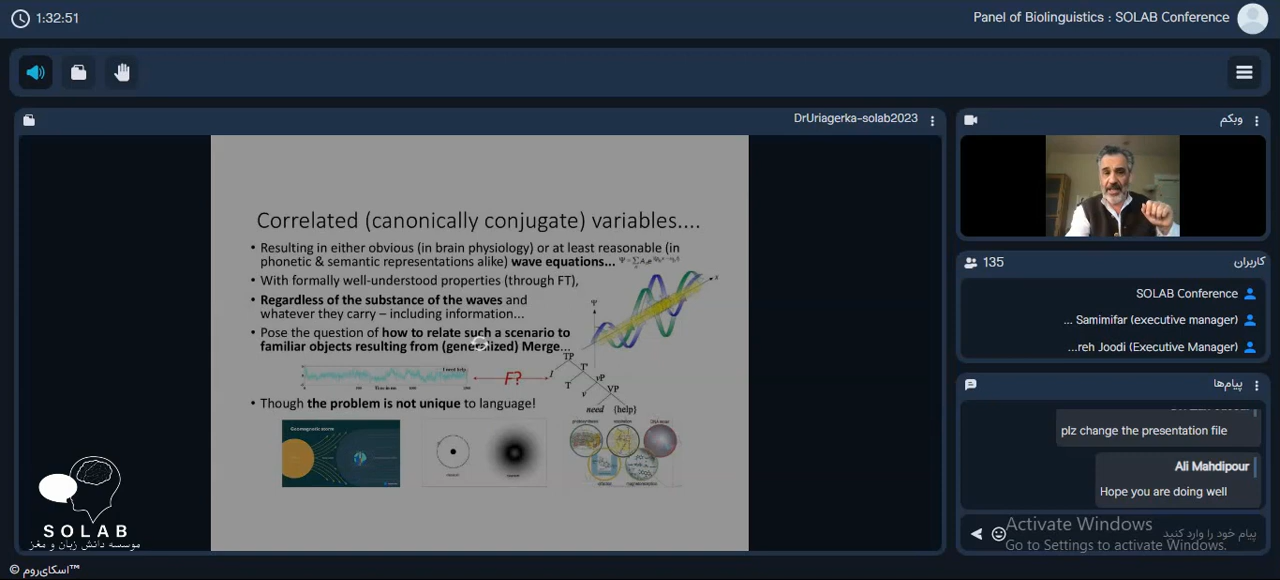 1:32:51
Panel of Biolinguistics : SOLAB Conference
DrUriagerka-solab2023
وبکم
Correlated (canonically conjugate) variables....
• Resulting in either obvious (in brain physiology) or at least reasonable (in
phonetic & semantic representations alike) wave equations...
• With formally well-understood properties (through FT),
• Regardless of the substance of the waves and
whatever they carry – including information...
• Pose the question of how to relate such a scenario to
familiar objects resulting from (generalized) Merge...
Ψ
x
I need help
F?
TP
I
T'
T
vP
v
VP
need
{help}
• Though the problem is not unique to language!
Geomagnetic storm
SOLAB
موسسه دانش زبان و مغز
135
کاربران
SOLAB Conference
... Samimifar (executive manager)
...reh Joodi (Executive Manager)
پیام‌ها
plz change the presentation file
Ali Mahdipour
Hope you are doing well
پیام خود را وارد کنید
Activate Windows
Go to Settings to activate Windows.
© اسکای‌روم™